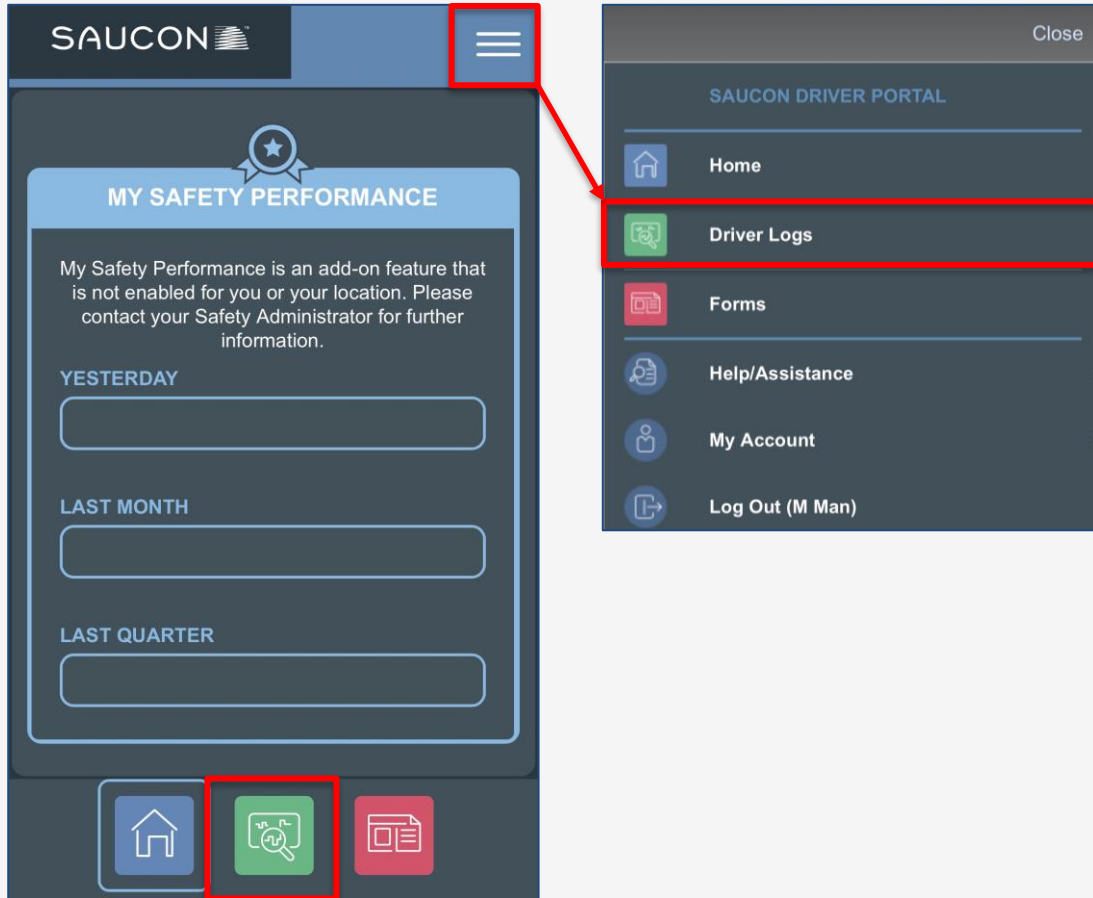 SAUCON
MY SAFETY PERFORMANCE
My Safety Performance is an add-on feature that
is not enabled for you or your location. Please
contact your Safety Administrator for further
information.
YESTERDAY
LAST MONTH
LAST QUARTER
Close
SAUCON DRIVER PORTAL
Home
Driver Logs
Forms
Help/Assistance
My Account
Log Out (M Man)